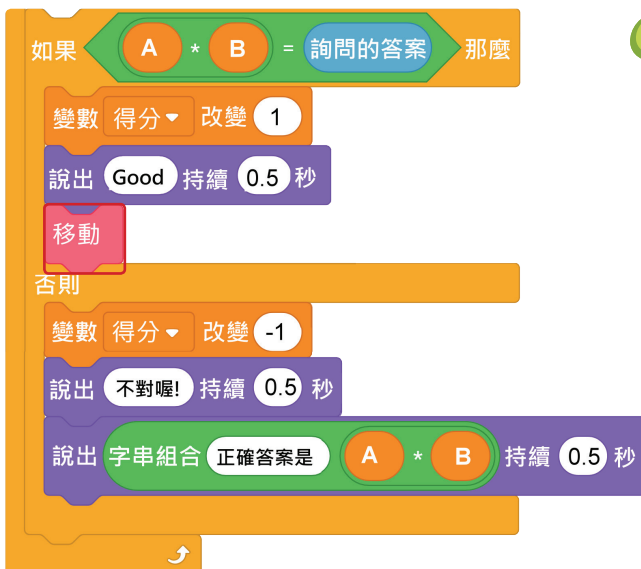 如果 A * B = 詢問的答案 那麼
變數 得分 改變 1
說出 Good 持續 0.5 秒
移動
否則
變數 得分 改變 -1
說出 不對喔! 持續 0.5 秒
說出 字串組合 正確答案是 A * B 持續 0.5 秒